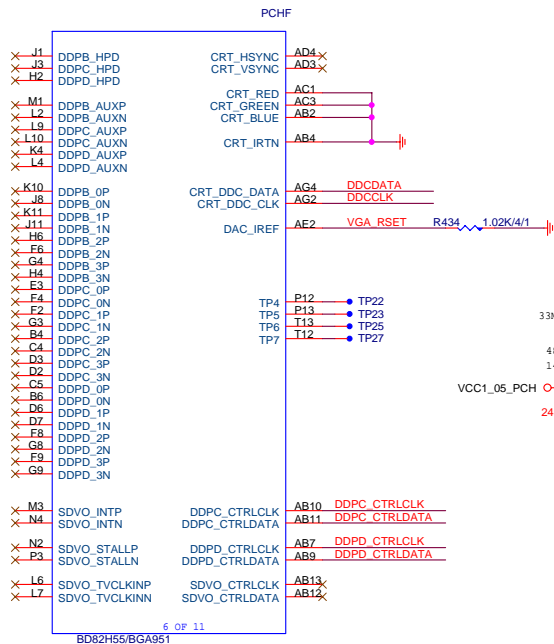 PCHF
J1 DDPB_HPD CRT_HSYNC AD4
J3 DDPC_HPD CRT_VSYNC AD3
H2 DDPD_HPD
CRT_RED AC1
M1 DDPB_AUXP CRT_GREEN AC3
L2 DDPB_AUXN CRT_BLUE AB2
L9 DDPC_AUXP
L10 DDPC_AUXN CRT_IRTN AB4
K4 DDPD_AUXP
L4 DDPD_AUXN
K10 DDPB_0P CRT_DDC_DATA AG4 DDCDATA
J8 DDPB_0N CRT_DDC_CLK AG2 DDCCLK
K11 DDPB_1P
J11 DDPB_1N DAC_IREF AE2 VGA_RSET R434 1.02K/4/1
H6 DDPB_2P
F6 DDPB_2N
G4 DDPB_3P
H4 DDPB_3N
E3 DDPC_0P
F4 DDPC_0N TP4 P12 TP22
F2 DDPC_1P TP5 P13 TP23
G3 DDPC_1N TP6 T13 TP25
B4 DDPC_2P TP7 T12 TP27
C4 DDPC_2N
D3 DDPC_3P
D2 DDPC_3N
C5 DDPD_0P
B6 DDPD_0N
D6 DDPD_1P
D7 DDPD_1N
F8 DDPD_2P
G8 DDPD_2N
F9 DDPD_3P
G9 DDPD_3N
33M
14
VCC1_05_PCH
24
M3 SDVO_INTP DDPC_CTRLCLK AB10 DDPC_CTRLCLK
N4 SDVO_INTN DDPC_CTRLDATA AB11 DDPC_CTRLDATA
N2 SDVO_STALLP DDPD_CTRLCLK AB7 DDPD_CTRLCLK
P3 SDVO_STALLN DDPD_CTRLDATA AB9 DDPD_CTRLDATA
L6 SDVO_TVCLKINP SDVO_CTRLCLK AB13
L7 SDVO_TVCLKINN SDVO_CTRLDATA AB12
6 OF 11
BD82H55/BGA951